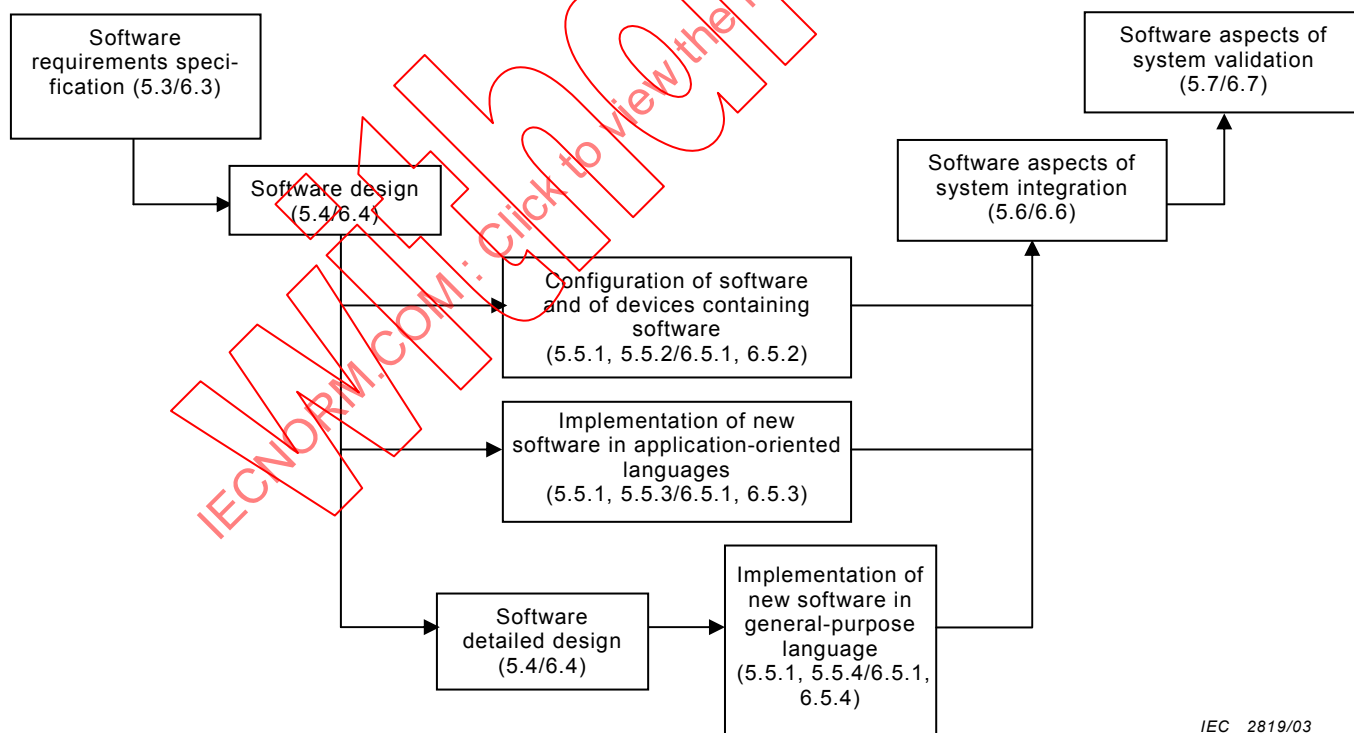 Software
requirements speci-
fication (5.3/6.3)
Software aspects of
system validation
(5.7/6.7)
Software design
(5.4/6.4)
Software aspects of
system integration
(5.6/6.6)
Configuration of software
and of devices containing
software
(5.5.1, 5.5.2/6.5.1, 6.5.2)
Implementation of new
software in application-oriented
languages
(5.5.1, 5.5.3/6.5.1, 6.5.3)
Software
detailed design
(5.4/6.4)
Implementation of
new software in
general-purpose
language
(5.5.1, 5.5.4/6.5.1,
6.5.4)
IEC 2819/03
IECNORM.COM : Click to view the